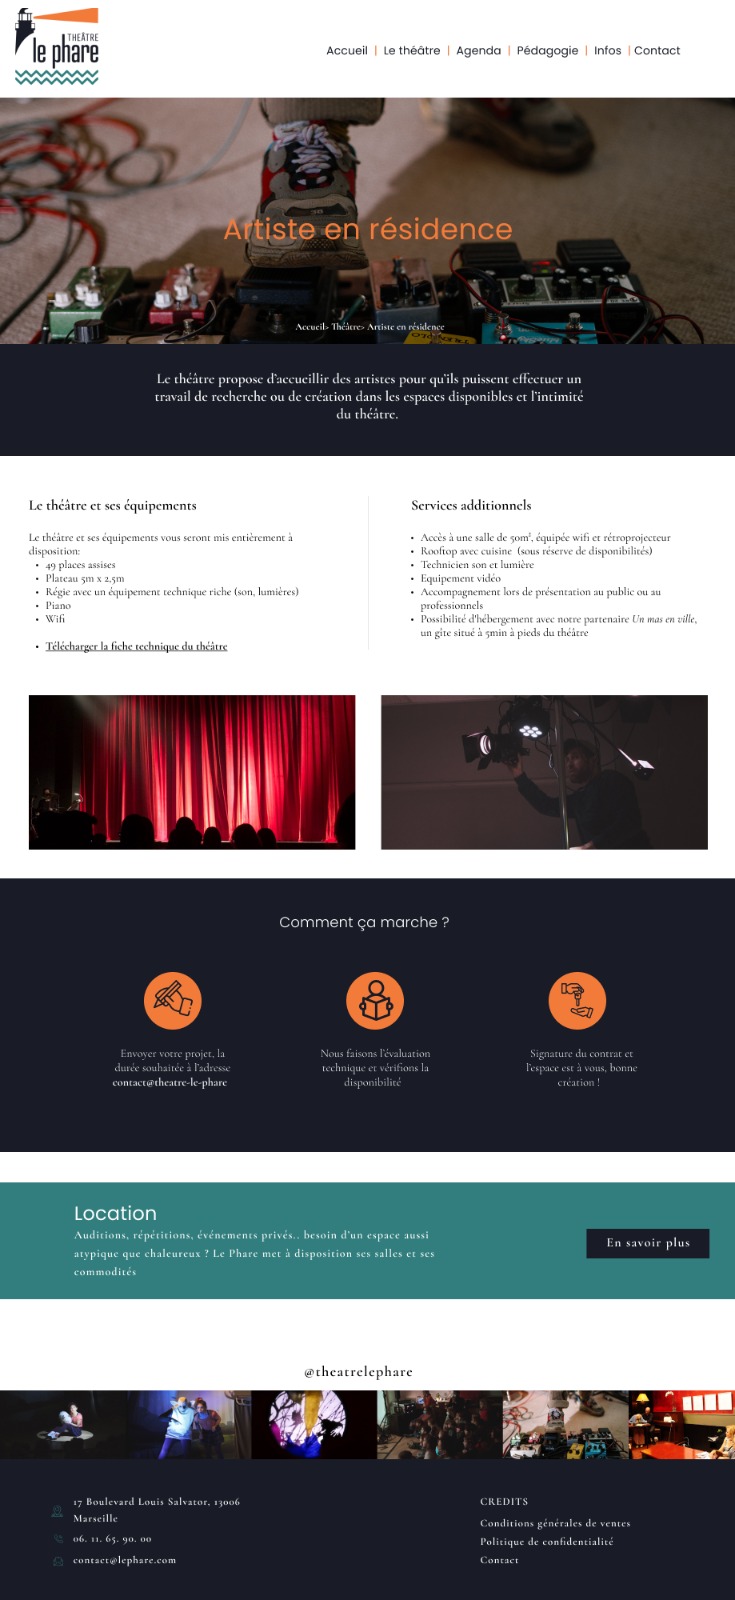 THEÂTRE
le phare
Accueil | Le théâtre | Agenda | Pédagogie | Infos | Contact
Artiste en résidence
Accueil> Théâtre> Artiste en résidence
Le théâtre propose d'accueillir des artistes pour qu'ils puissent effectuer un
travail de recherche ou de création dans les espaces disponibles et l'intimité
du théâtre.
Le théâtre et ses équipements
Le théâtre et ses équipements vous seront mis entièrement à
disposition:
• 49 places assises
• Plateau 5m x 2,5m
• Régie avec un équipement technique riche (son, lumières)
• Piano
• Wifi
• Télécharger la fiche technique du théâtre
Services additionnels
• Accès à une salle de 50m², équipée wifi et rétroprojecteur
• Rooftop avec cuisine (sous réserve de disponibilités)
• Technicien son et lumière
• Equipement vidéo
• Accompagnement lors de présentation au public ou au
professionnels
• Possibilité d'hébergement avec notre partenaire Un mas en ville,
un gîte situé à 5min à pieds du théâtre
Comment ça marche ?
Envoyer votre projet, la
durée souhaitée à l'adresse
contact@theatre-le-phare
Nous faisons l'évaluation
technique et vérifions la
disponibilité
Signature du contrat et
l'espace est à vous, bonne
création !
Location
Auditions, répétitions, événements privés.. besoin d'un espace aussi
atypique que chaleureux ? Le Phare met à disposition ses salles et ses
commodités
En savoir plus
@theatrelephare
17 Boulevard Louis Salvator, 13006
Marseille
06. 11. 65. 90. 00
contact@lephare.com
CREDITS
Conditions générales de ventes
Politique de confidentialité
Contact